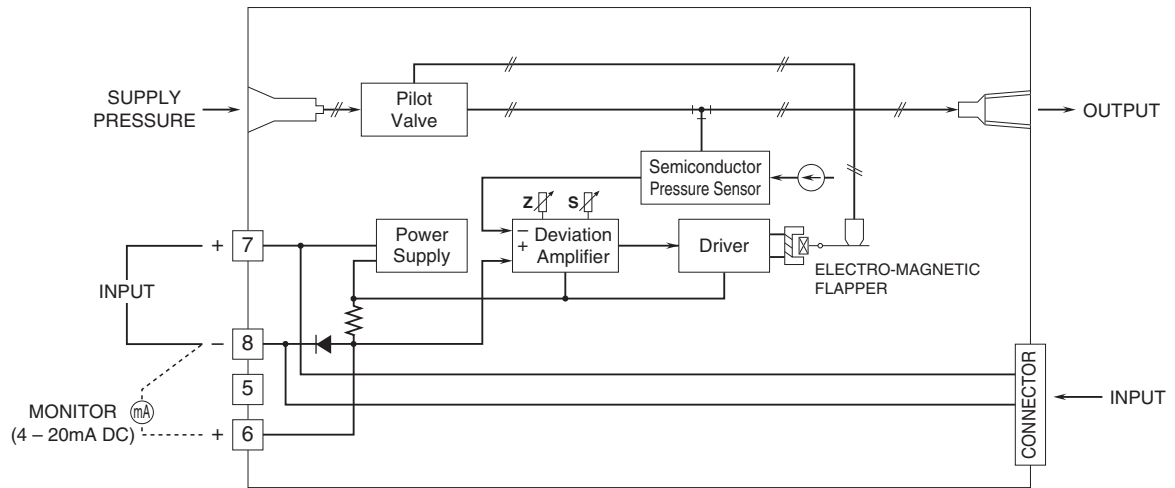 SUPPLY
PRESSURE
Pilot
Valve
OUTPUT
Semiconductor
Pressure Sensor
Z
S
+
7
Power
Supply
−
+
Deviation
Amplifier
Driver
ELECTRO-MAGNETIC
FLAPPER
INPUT
−
8
5
MONITOR
mA
(4 – 20mA DC)
+
6
CONNECTOR
INPUT